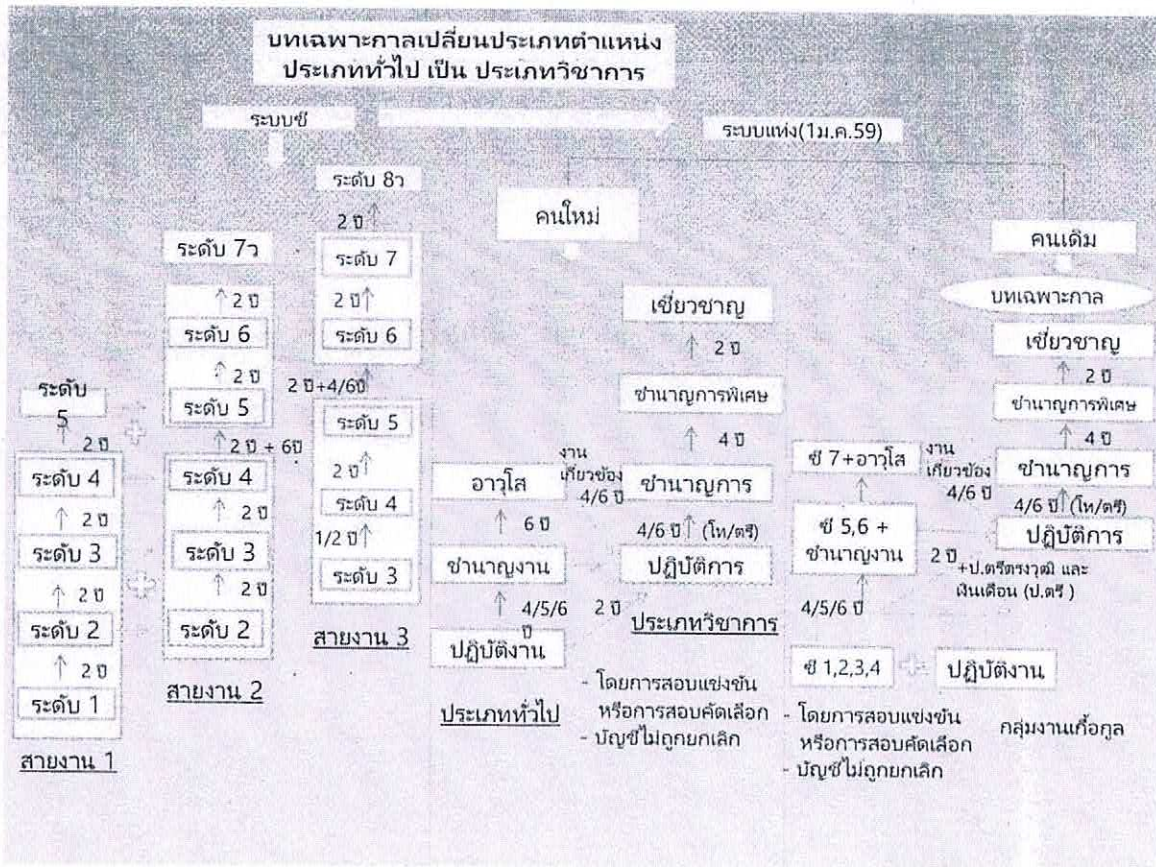 บทเฉพาะกาลเปลี่ยนประเภทตำแหน่ง
ประเภททั่วไป เป็น ประเภทวิชาการ
ระบบซี
ระบบแท่ง(1ม.ค.59)
ระดับ
5
2 ปี
ระดับ 4
2 ปี
ระดับ 3
2 ปี
ระดับ 2
2 ปี
ระดับ 1
สายงาน 1
ระดับ 7ว
2 ปี
ระดับ 6
2 ปี
ระดับ 5
2 ปี + 6ปี
ระดับ 4
2 ปี
ระดับ 3
2 ปี
ระดับ 2
สายงาน 2
ระดับ 8ว
2 ปี
ระดับ 7
2 ปี
ระดับ 6
2 ปี+4/6ปี
ระดับ 5
2 ปี
ระดับ 4
1/2 ปี
ระดับ 3
สายงาน 3
คนใหม่
อาวุโส
6 ปี
ชำนาญงาน
4/5/6
ปี
ปฏิบัติงาน
ประเภททั่วไป
งาน
เกี่ยวข้อง
4/6 ปี
2 ปี
เชี่ยวชาญ
2 ปี
ชำนาญการพิเศษ
4 ปี
ชำนาญการ
4/6 ปี (โท/ตรี)
ปฏิบัติการ
ประเภทวิชาการ
- โดยการสอบแข่งขัน
หรือการสอบคัดเลือก
- บัญชีไม่ถูกยกเลิก
คนเดิม
บทเฉพาะกาล
ซี 7+อาวุโส
ซี 5,6 +
ชำนาญงาน
4/5/6 ปี
ซี 1,2,3,4
ปฏิบัติงาน
งาน
เกี่ยวข้อง
4/6 ปี
2 ปี
+ป.ตรีตรงวุฒิ และ
เงินเดือน (ป.ตรี )
เชี่ยวชาญ
2 ปี
ชำนาญการพิเศษ
4 ปี
ชำนาญการ
4/6 ปี (โท/ตรี)
ปฏิบัติการ
- โดยการสอบแข่งขัน
หรือการสอบคัดเลือก
- บัญชีไม่ถูกยกเลิก
กลุ่มงานเกื้อกูล